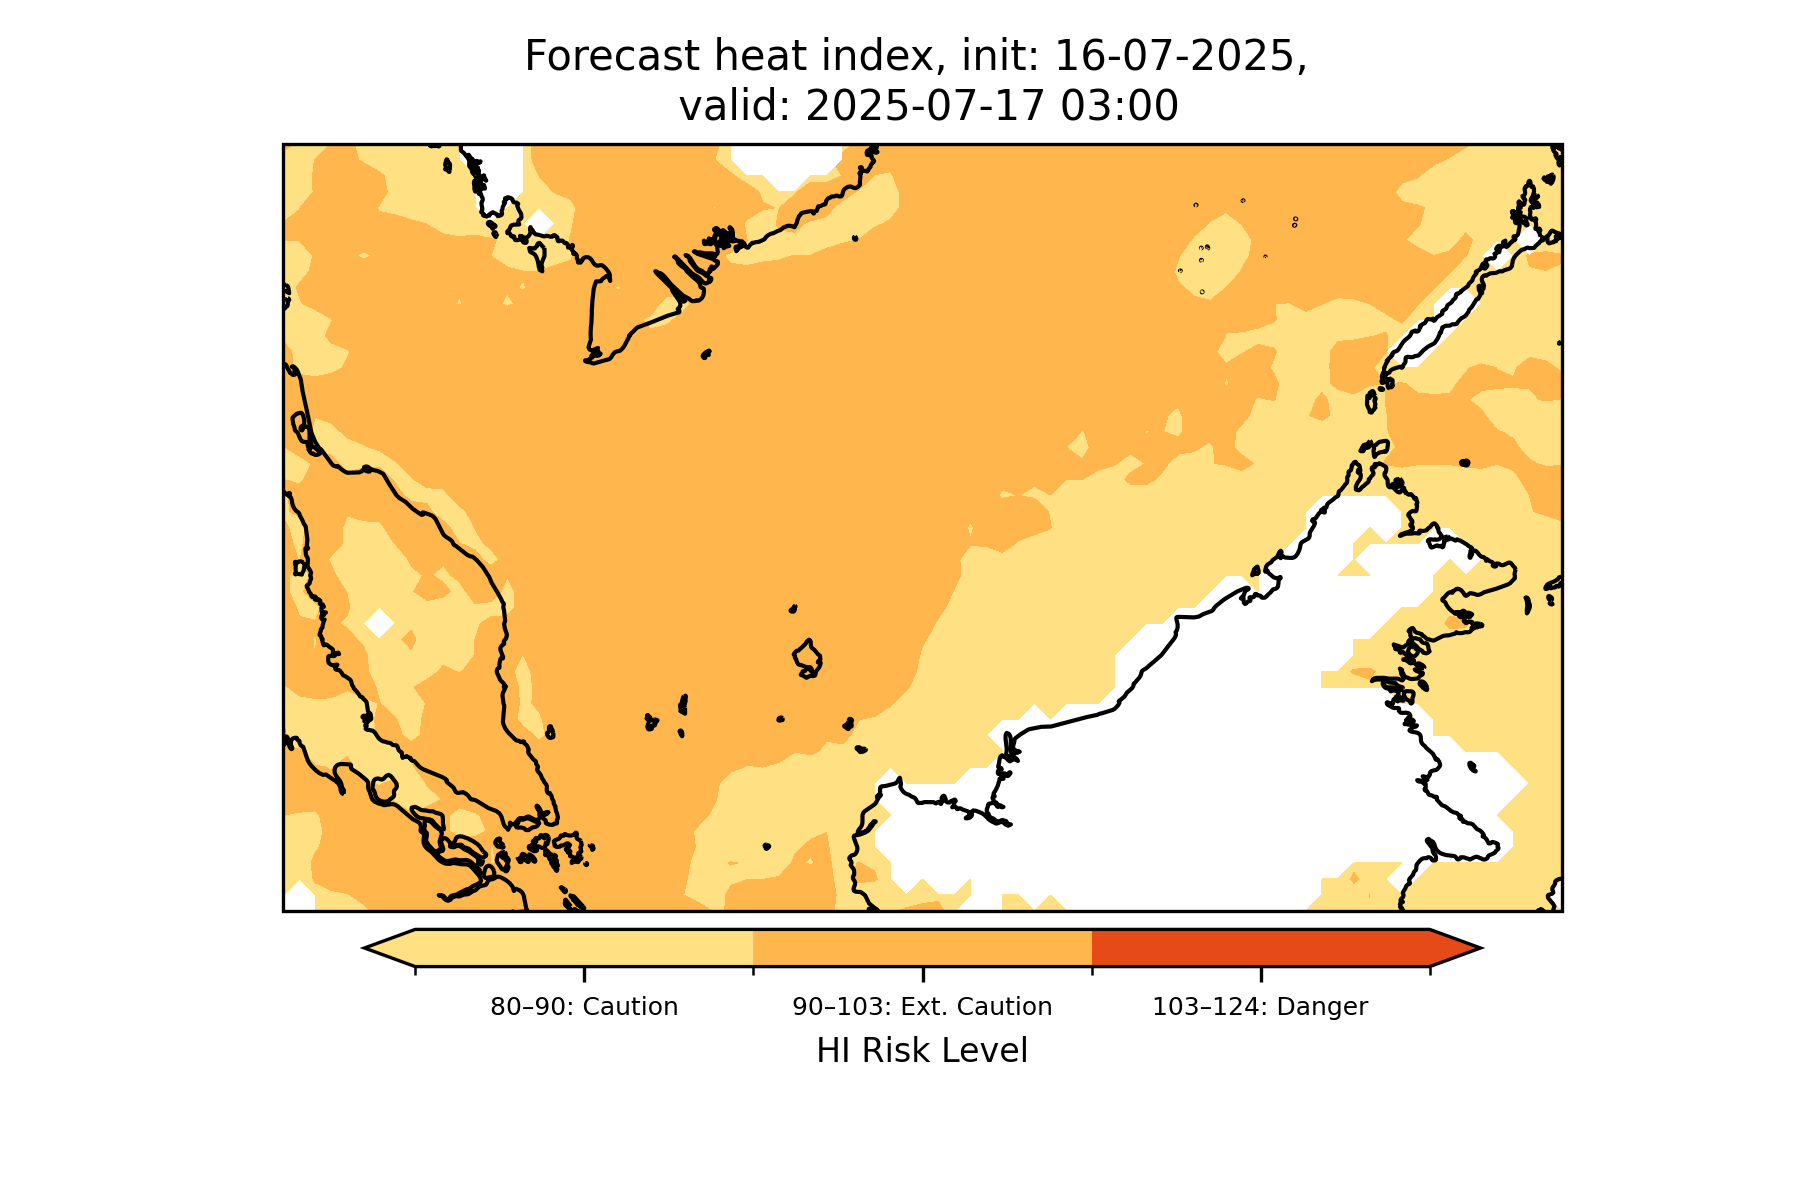 Forecast heat index, init: 16-07-2025,
valid: 2025-07-17 03:00
80–90: Caution
90–103: Ext. Caution
103–124: Danger
HI Risk Level